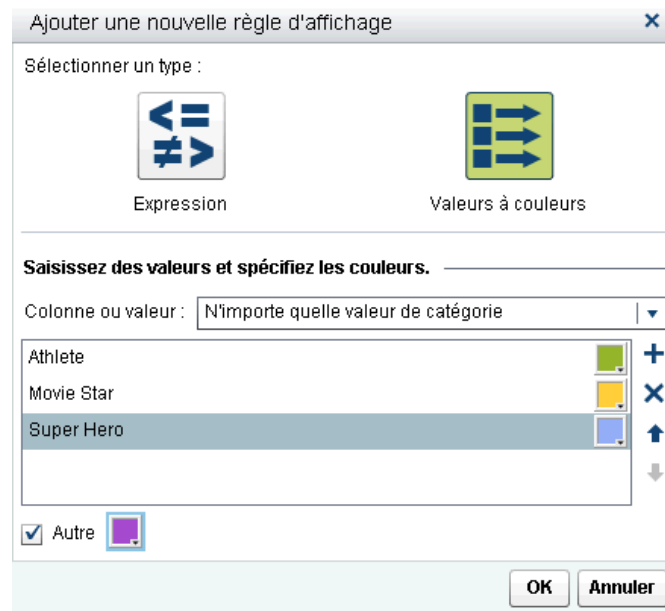 Ajouter une nouvelle règle d'affichage
Sélectionner un type :
Expression
Valeurs à couleurs
Saisissez des valeurs et spécifiez les couleurs.
Colonne ou valeur : N'importe quelle valeur de catégorie
Athlete
Movie Star
Super Hero
Autre
OK Annuler